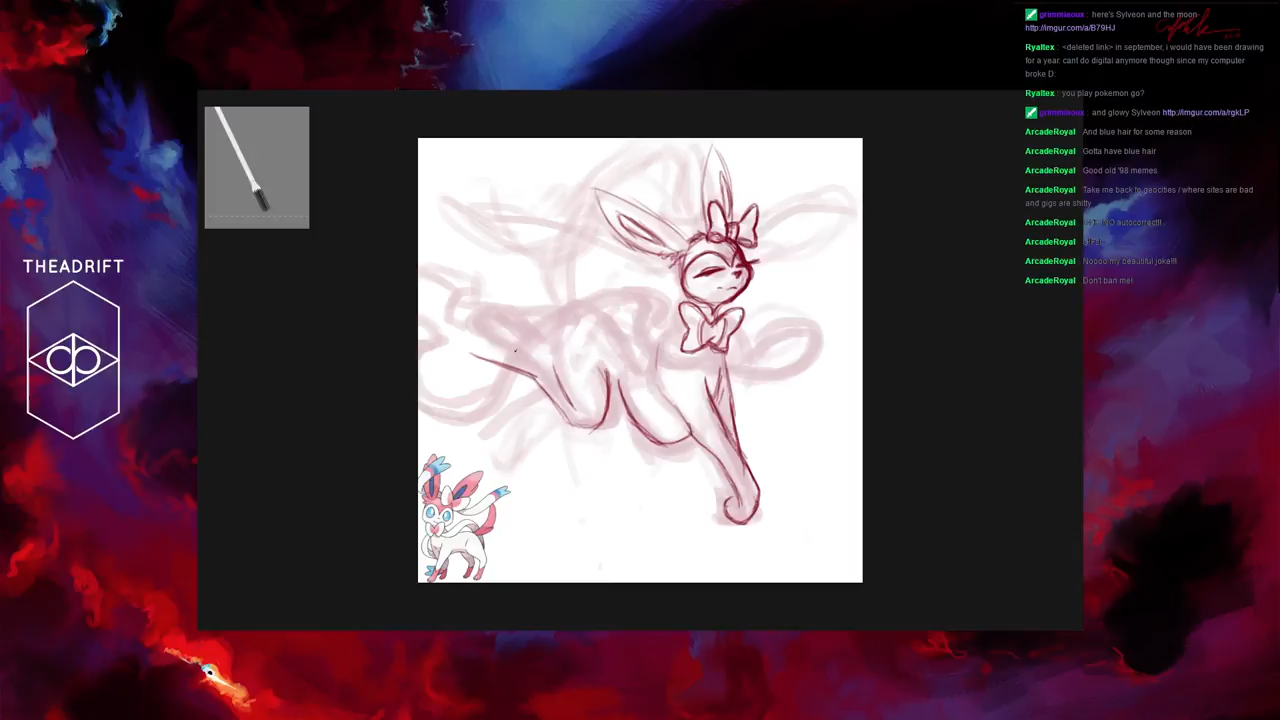 grimmieoux : here's Sylveon and the moon-
http://imgur.com/a/B79HJ
Ryaltex : <deleted link> in september, i would have been drawing
for a year. cant do digital anymore though since my computer
broke D:
Ryaltex : you play pokemon go?
grimmieoux : and glowy Sylveon http://imgur.com/a/rgkLP
ArcadeRoyal And blue hair for some reason
ArcadeRoyal Gotta have blue hair
ArcadeRoyal Good old '98 memes
ArcadeRoyal Take me back to geocities / where sites are bad
and gigs are shitty
ArcadeRoyal NO autocorrect!!
ArcadeRoyal
ArcadeRoyal Noooo my beautiful joke!!!
ArcadeRoyal Don't ban me!
THEADRIFT